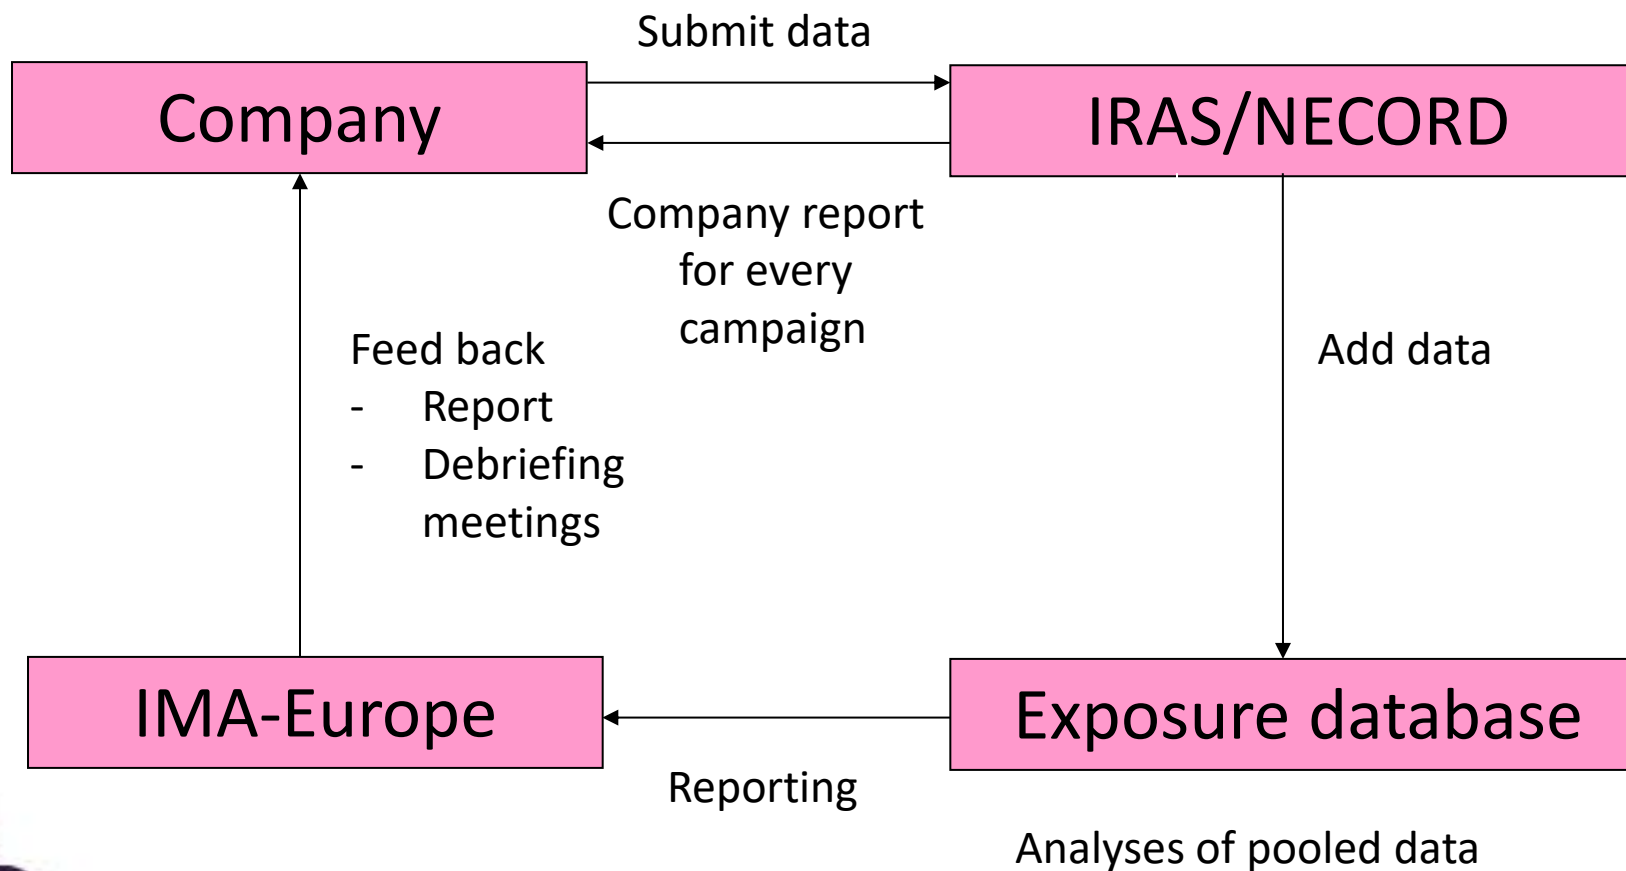 Submit data
Company
IRAS/NECORD
Company report
for every
campaign
Feed back
- Report
- Debriefing
meetings
Add data
IMA-Europe
Exposure database
Reporting
Analyses of pooled data